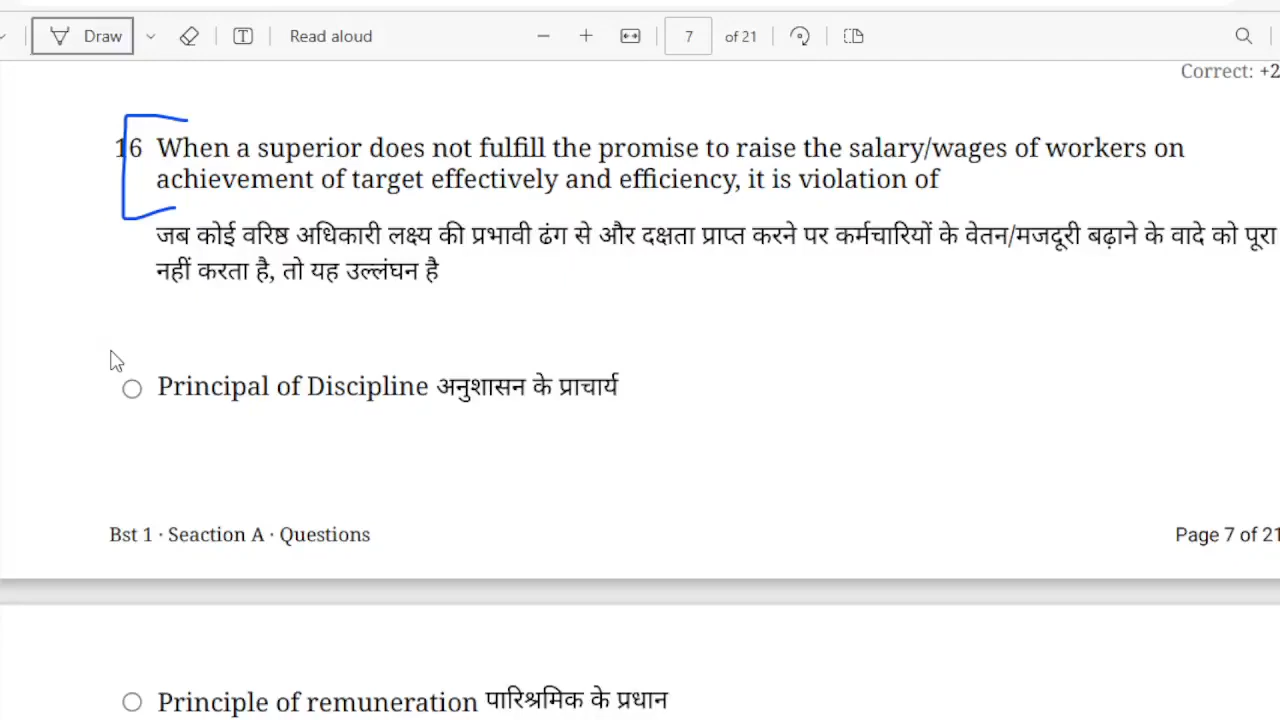 Draw
Read aloud
7
of 21
Correct: +2
16 When a superior does not fulfill the promise to raise the salary/wages of workers on
achievement of target effectively and efficiency, it is violation of
जब कोई वरिष्ठ अधिकारी लक्ष्य की प्रभावी ढंग से और दक्षता प्राप्त करने पर कर्मचारियों के वेतन/मजदूरी बढ़ाने के वादे को पूरा
नहीं करता है, तो यह उल्लंघन है
Principal of Discipline अनुशासन के प्राचार्य
Bst 1 · Seaction A · Questions
Page 7 of 21
Principle of remuneration पारिश्रमिक के प्रधान